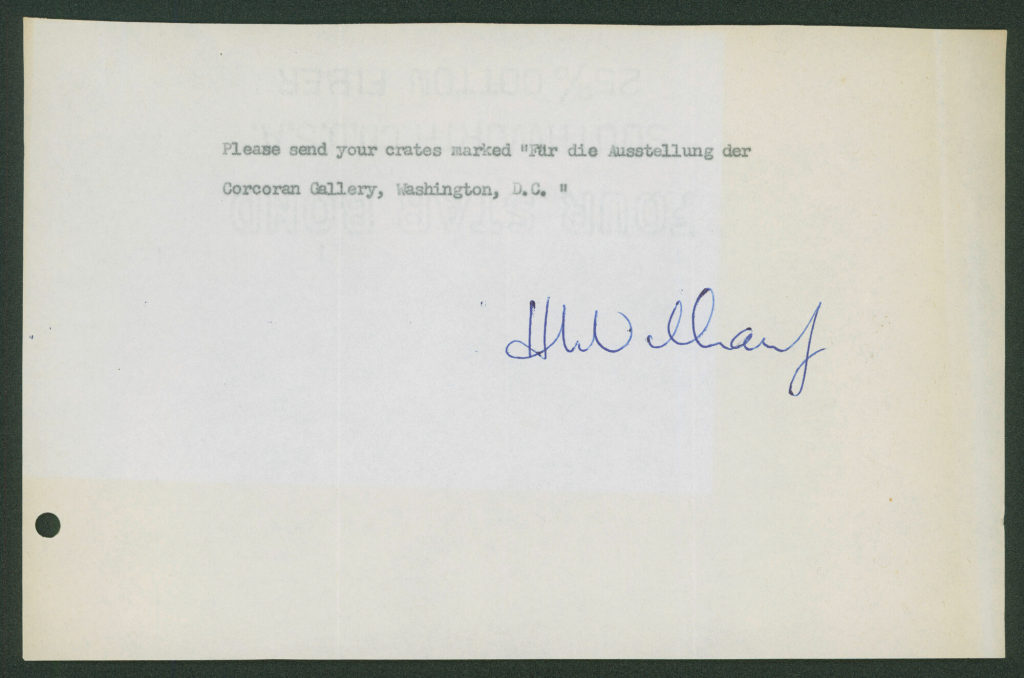 Please send your crates marked "Für die Ausstellung der
Corcoran Gallery, Washington, D.C. "